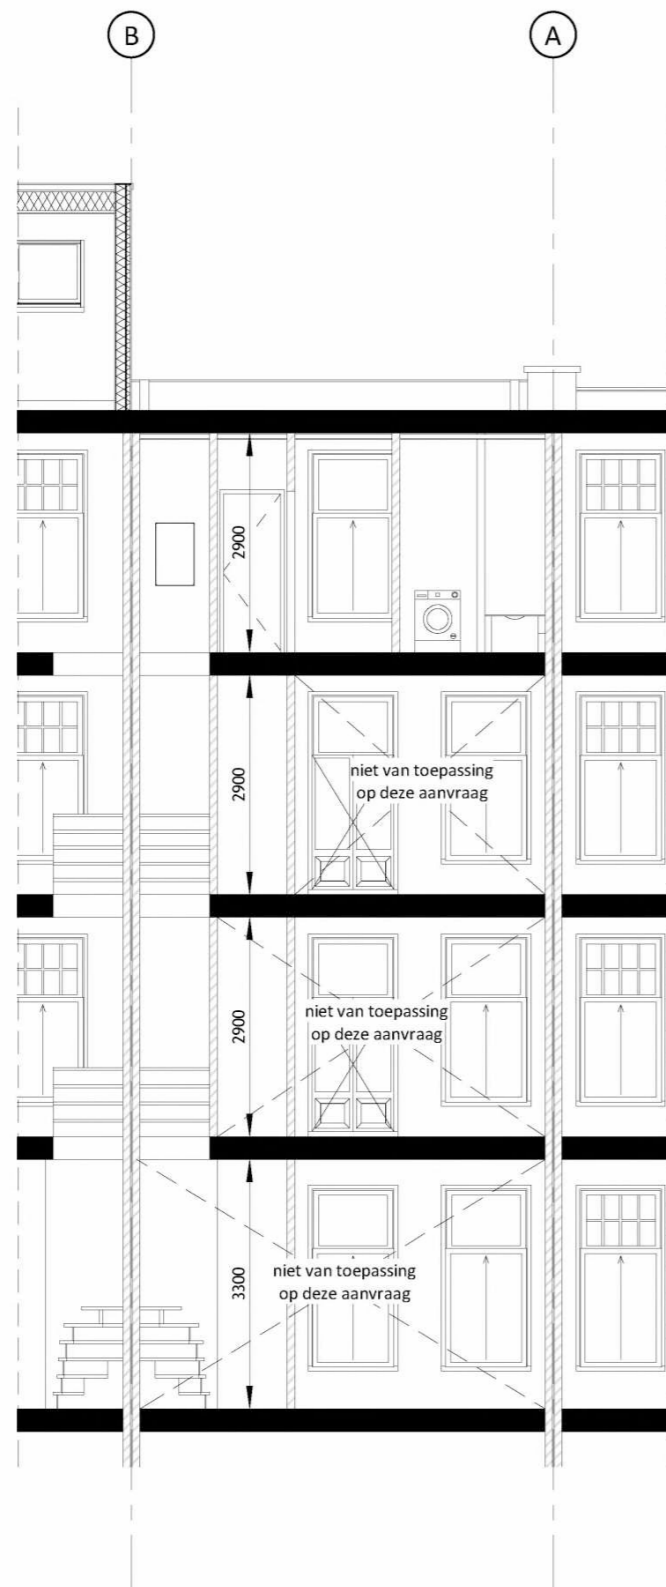 B
A
2900
2900
niet van toepassing
op deze aanvraag
2900
niet van toepassing
op deze aanvraag
3300
niet van toepassing
op deze aanvraag